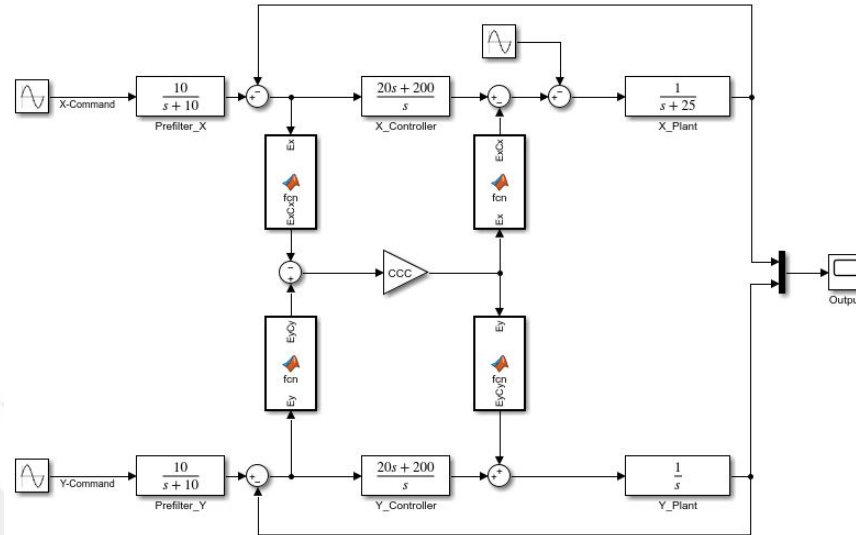 X-Command
10
s + 10
Prefilter_X
20s + 200
s
X_Controller
1
s + 25
X_Plant
Ex
fcn
ExCx
ExCx
fcn
Ex
CCC
EyCy
fcn
Ey
Ey
fcn
EyCy
Output
Y-Command
10
s + 10
Prefilter_Y
20s + 200
s
Y_Controller
1
s
Y_Plant